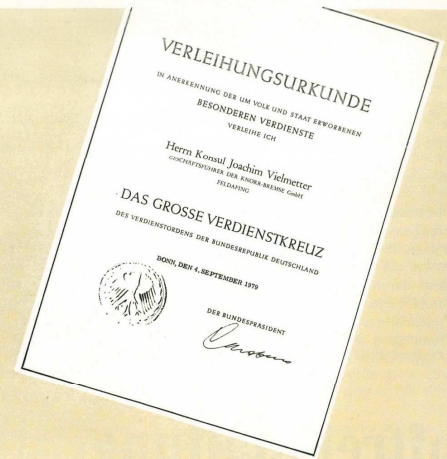 VERLEIHUNGSURKUNDE
IN ANERKENNUNG DER UM VOLK UND STAAT ERWORBENEN
BESONDEREN VERDIENSTE
VERLEIHE ICH
Herrn Konsul Joachim Vielmetter
GESCHÄFTSFÜHRER DER KNORR-BREMSE GmbH
FELDAFING
DAS GROSSE VERDIENSTKREUZ
DES VERDIENSTORDENS DER BUNDESREPUBLIK DEUTSCHLAND
BONN, DEN 4. SEPTEMBER 1979
DER BUNDESPRÄSIDENT